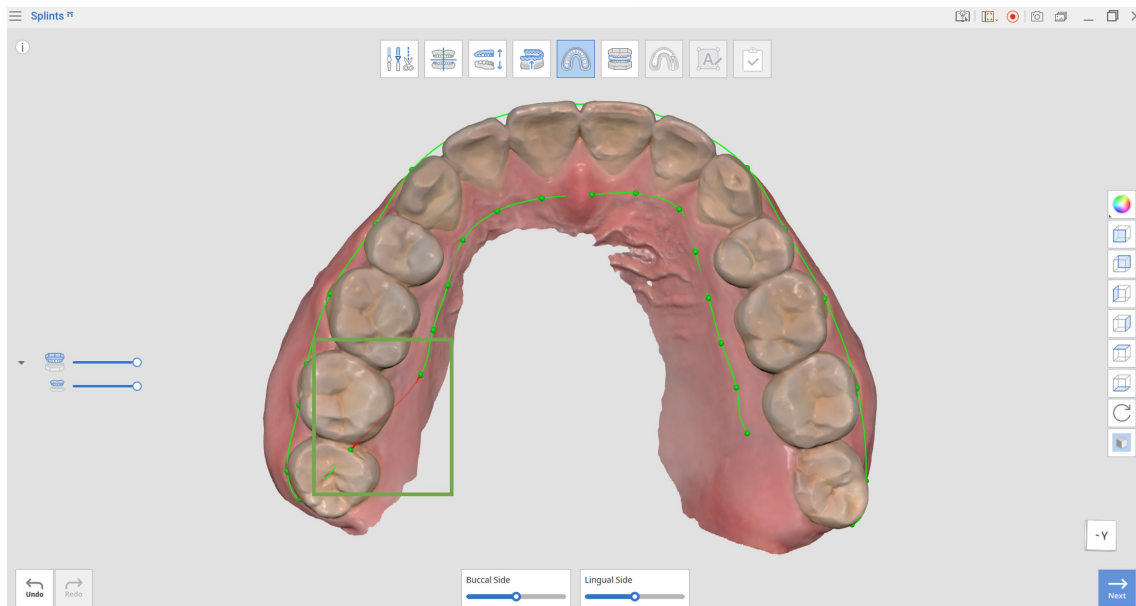 Splints
A
Buccal Side
Lingual Side
-Y
Undo
Redo
Next